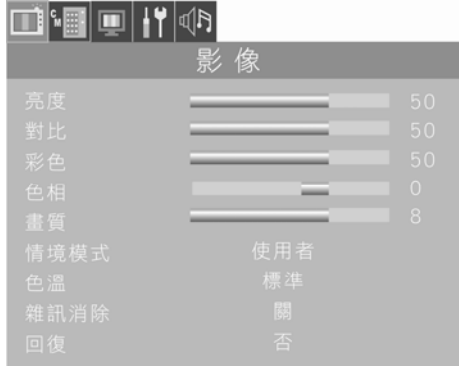 CM
影像
亮度 50
對比 50
彩色 50
色相 0
畫質 8
情境模式 使用者
色溫 標準
雜訊消除 關
回復 否